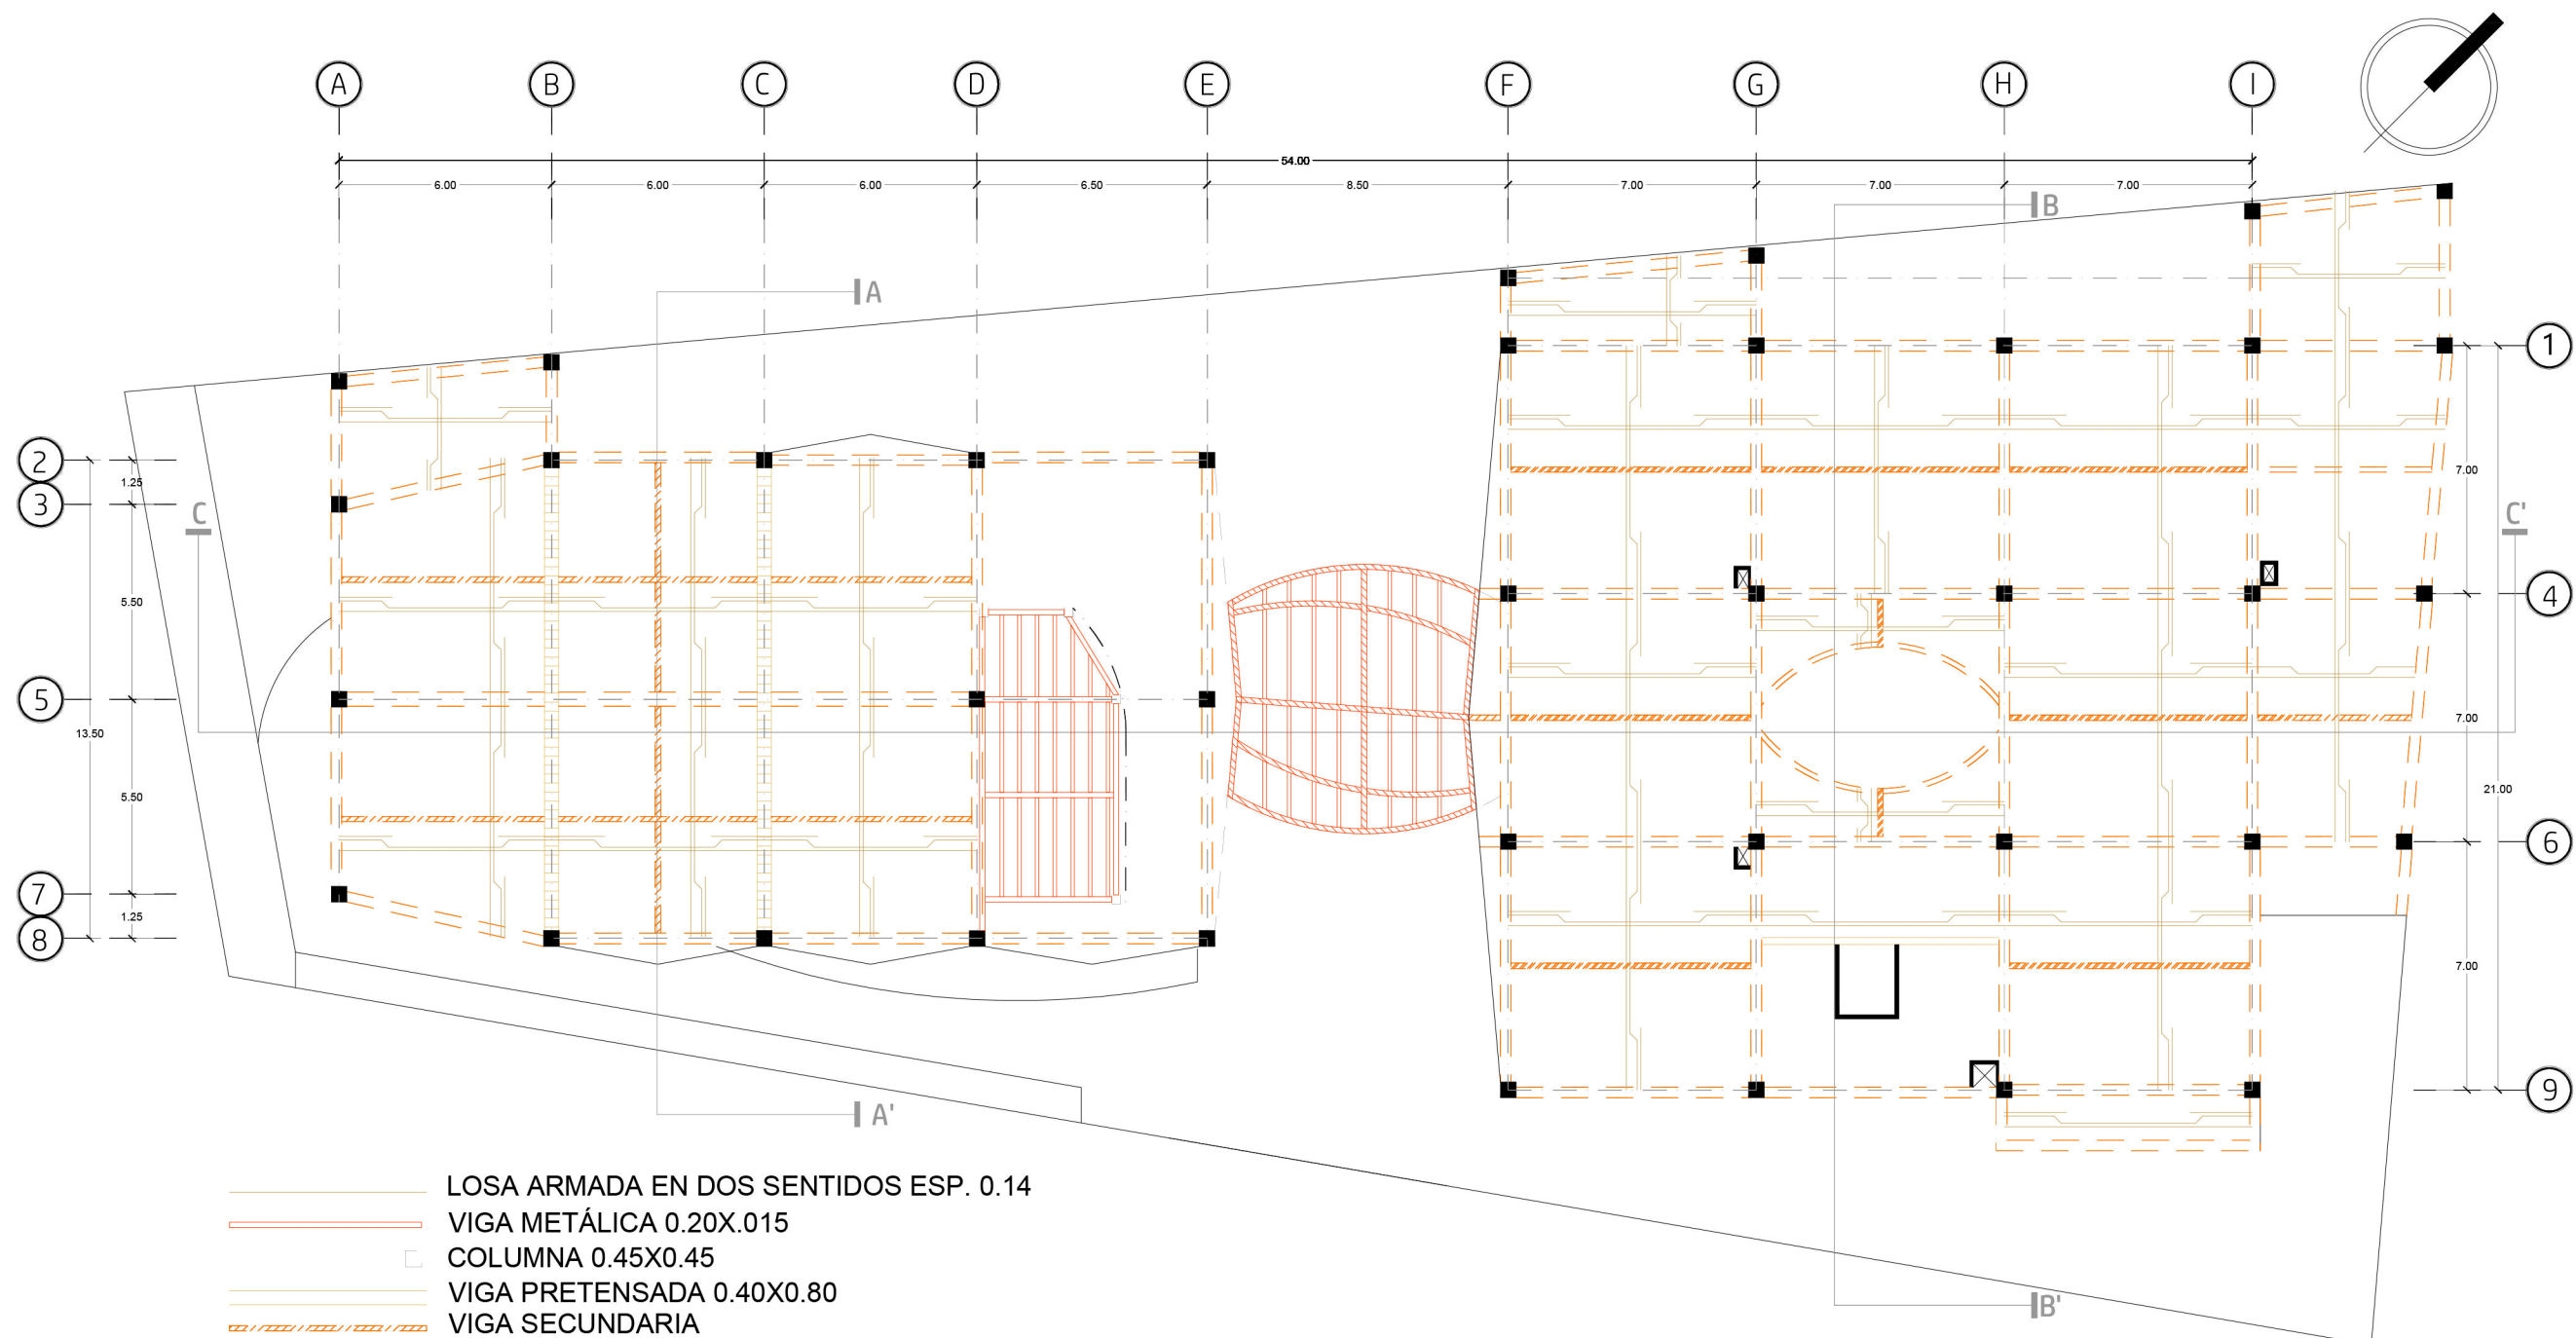 A B C D E F G H I
54.00
6.00 6.00 6.00 6.50 8.50 7.00 7.00 7.00
B
A
1
2
1.25
3
7.00
C
C'
5.50
4
5
13.50
7.00
5.50
21.00
6
7
1.25
8
7.00
9
A'
B'
LOSA ARMADA EN DOS SENTIDOS ESP. 0.14
VIGA METÁLICA 0.20X.015
COLUMNA 0.45X0.45
VIGA PRETENSADA 0.40X0.80
VIGA SECUNDARIA